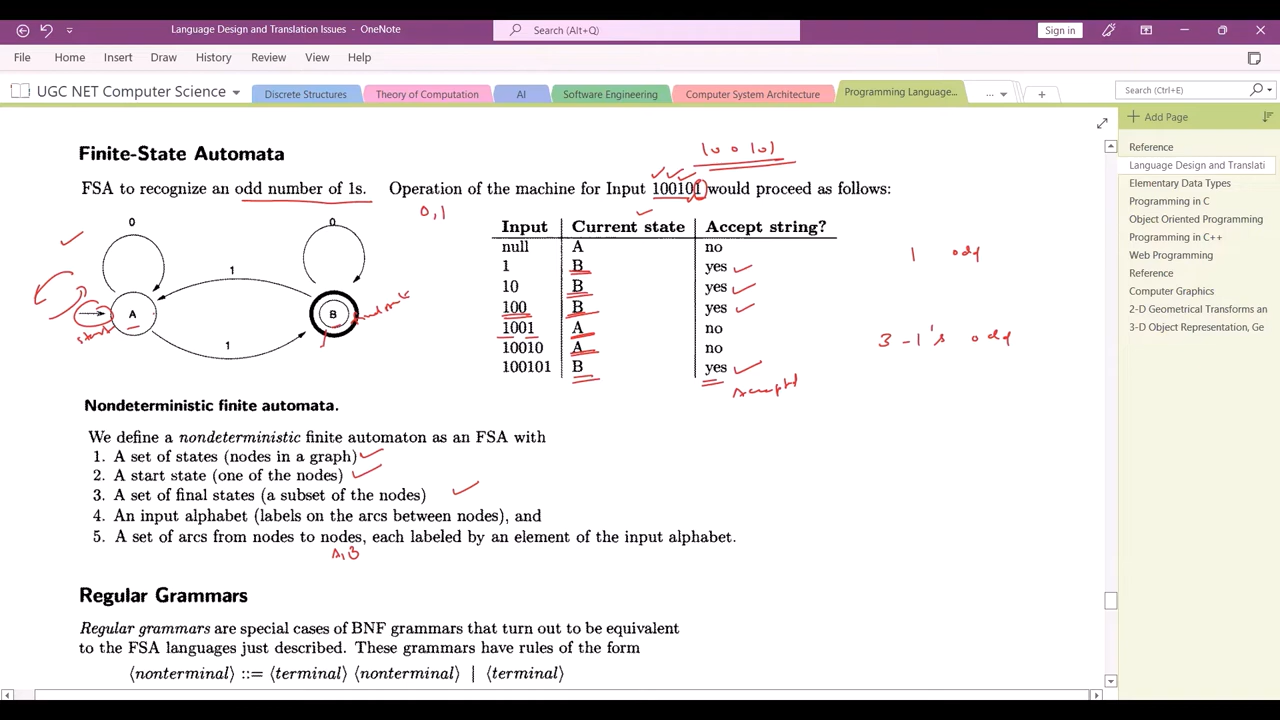 Language Design and Translation Issues - OneNote
Search (Alt+Q)
Sign in
File Home Insert Draw History Review View Help
UGC NET Computer Science
Discrete Structures
Theory of Computation
AI
Software Engineering
Computer System Architecture
Programming Language...
...
Search (Ctrl+E)
Add Page
Reference
Language Design and Translati
Elementary Data Types
Programming in C
Object Oriented Programming
Programming in C++
Web Programming
Reference
Computer Graphics
2-D Geometrical Transforms an
3-D Object Representation, Ge
Finite-State Automata
100101
FSA to recognize an odd number of 1s. Operation of the machine for Input 100101 would proceed as follows:
0,1
0
0
1
1
A
B
start
Input Current state Accept string?
null A no
1 B yes
10 B yes
100 B yes
1001 A no
10010 A no
100101 B yes
Accepted
1 odd
3-1's odd
Nondeterministic finite automata.
We define a nondeterministic finite automaton as an FSA with
1. A set of states (nodes in a graph)
2. A start state (one of the nodes)
3. A set of final states (a subset of the nodes)
4. An input alphabet (labels on the arcs between nodes), and
5. A set of arcs from nodes to nodes, each labeled by an element of the input alphabet.
A,B
Regular Grammars
Regular grammars are special cases of BNF grammars that turn out to be equivalent
to the FSA languages just described. These grammars have rules of the form
⟨nonterminal⟩ ::= ⟨terminal⟩ ⟨nonterminal⟩ | ⟨terminal⟩